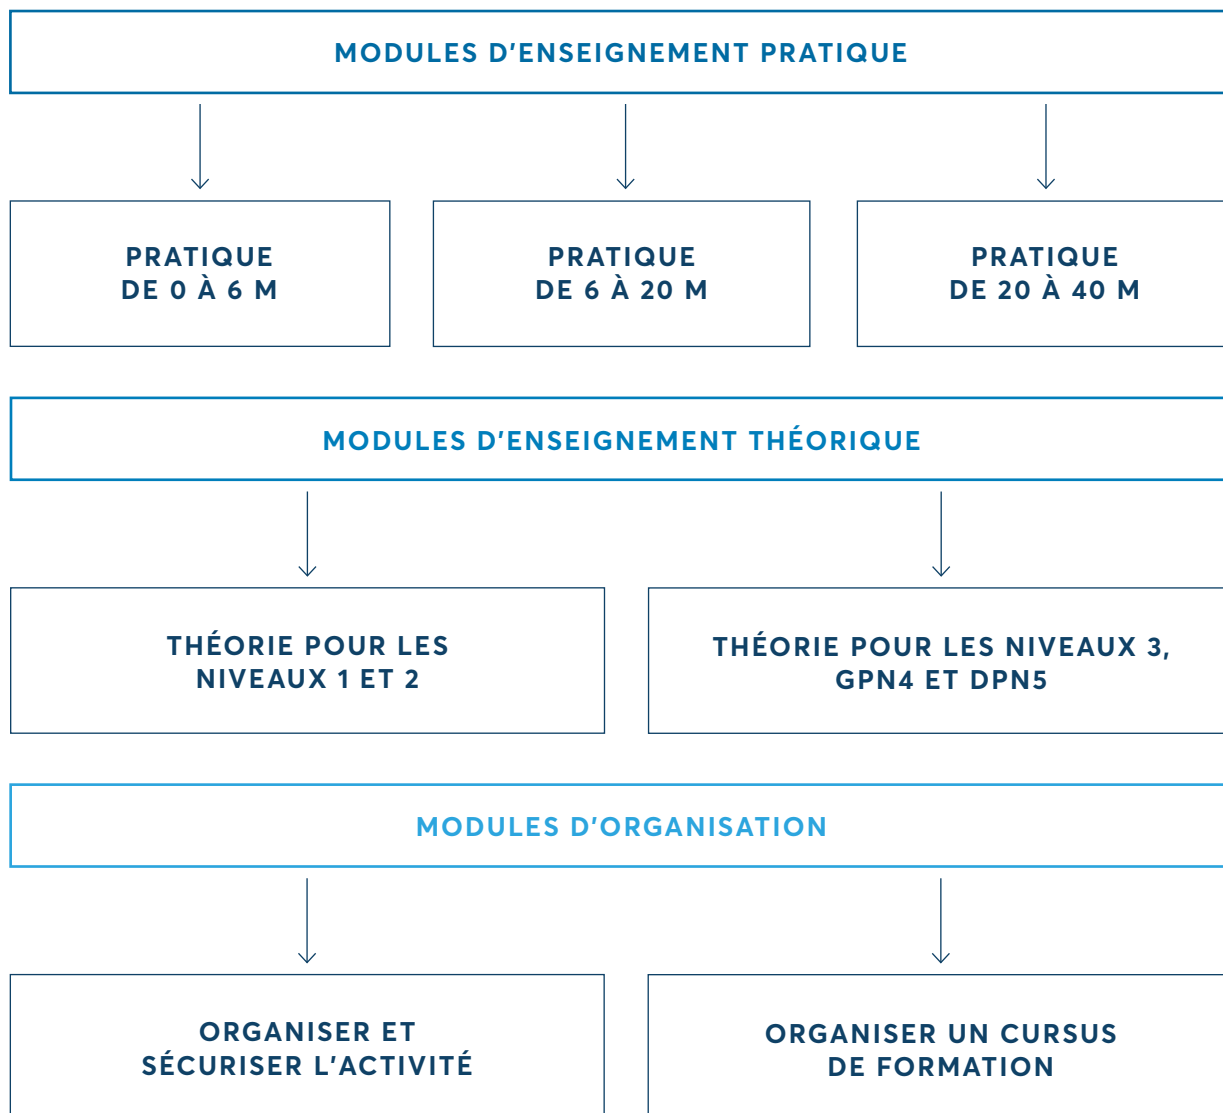 MODULES D'ENSEIGNEMENT PRATIQUE
PRATIQUE
DE 0 À 6 M
PRATIQUE
DE 6 À 20 M
PRATIQUE
DE 20 À 40 M
MODULES D'ENSEIGNEMENT THÉORIQUE
THÉORIE POUR LES
NIVEAUX 1 ET 2
THÉORIE POUR LES NIVEAUX 3,
GPN4 ET DPN5
MODULES D'ORGANISATION
ORGANISER ET
SÉCURISER L'ACTIVITÉ
ORGANISER UN CURSUS
DE FORMATION